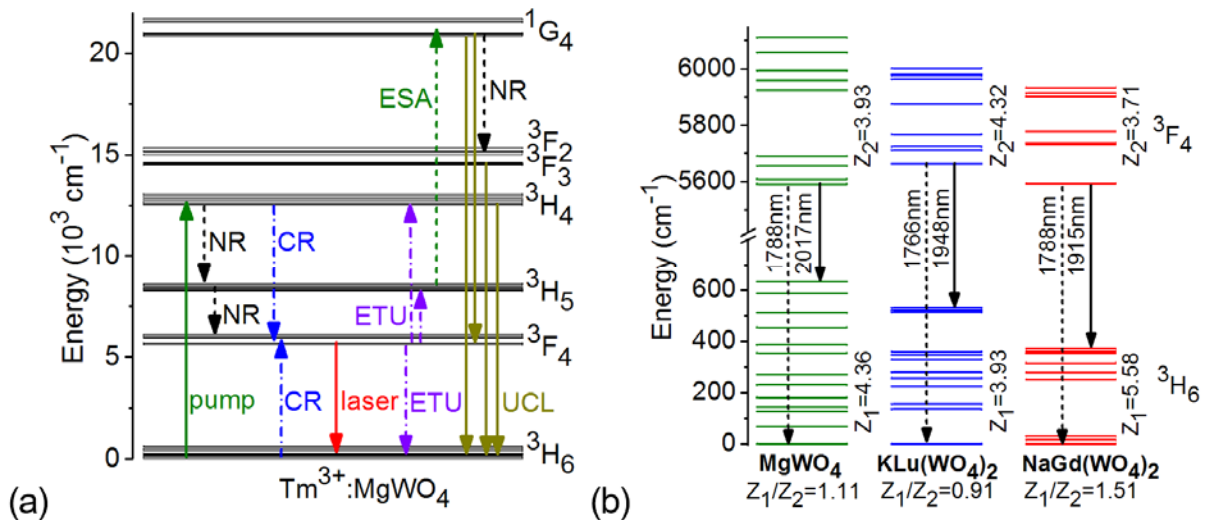 Energy (10³ cm⁻¹)
20
15
10
5
0
¹G₄
ESA
NR
³F₂
³F₃
³H₄
NR
CR
³H₅
NR
ETU
³F₄
pump
CR
laser
ETU
UCL
³H₆
Tm³⁺:MgWO₄
(a)
Energy (cm⁻¹)
6000
5800
5600
600
400
200
0
Z₂=3.93
Z₂=4.32
Z₂=3.71
³F₄
1788nm
2017nm
1766nm
1948nm
1788nm
1915nm
Z₁=4.36
Z₁=3.93
Z₁=5.58
³H₆
MgWO₄
KLu(WO₄)₂
NaGd(WO₄)₂
Z₁/Z₂=1.11
Z₁/Z₂=0.91
Z₁/Z₂=1.51
(b)